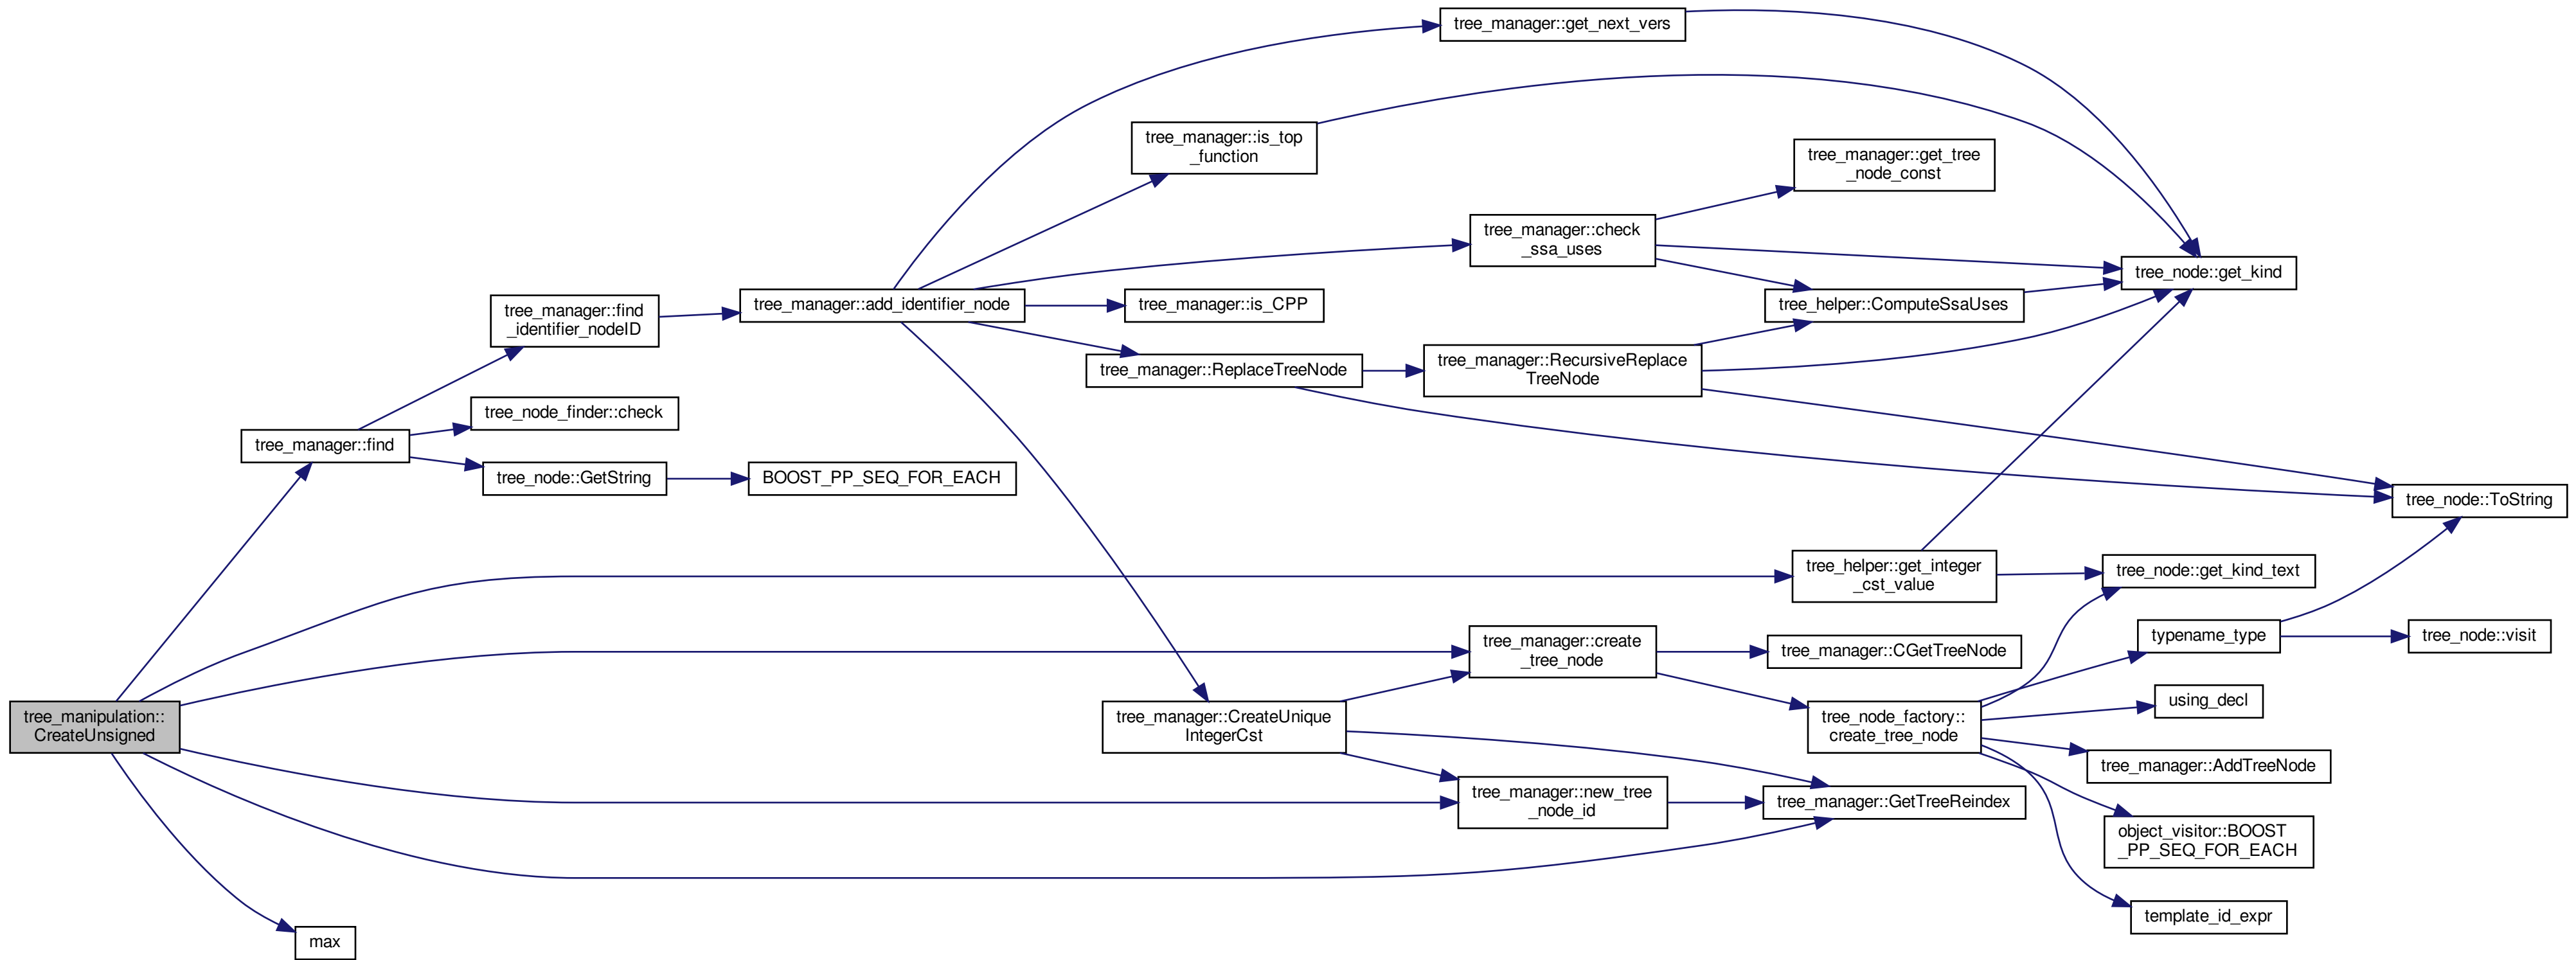 tree_manager::get_next_vers
tree_manager::is_top
_function
tree_manager::get_tree
_node_const
tree_manager::check
_ssa_uses
tree_node::get_kind
tree_manager::find
_identifier_nodeID
tree_manager::add_identifier_node
tree_manager::is_CPP
tree_helper::ComputeSsaUses
tree_manager::ReplaceTreeNode
tree_manager::RecursiveReplace
TreeNode
tree_node_finder::check
tree_manager::find
tree_node::GetString
BOOST_PP_SEQ_FOR_EACH
tree_node::ToString
tree_helper::get_integer
_cst_value
tree_node::get_kind_text
tree_manager::create
_tree_node
tree_manager::CGetTreeNode
typename_type
tree_node::visit
tree_manipulation::
CreateUnsigned
tree_manager::CreateUnique
IntegerCst
tree_node_factory::
create_tree_node
using_decl
tree_manager::AddTreeNode
tree_manager::new_tree
_node_id
tree_manager::GetTreeReindex
object_visitor::BOOST
_PP_SEQ_FOR_EACH
template_id_expr
max